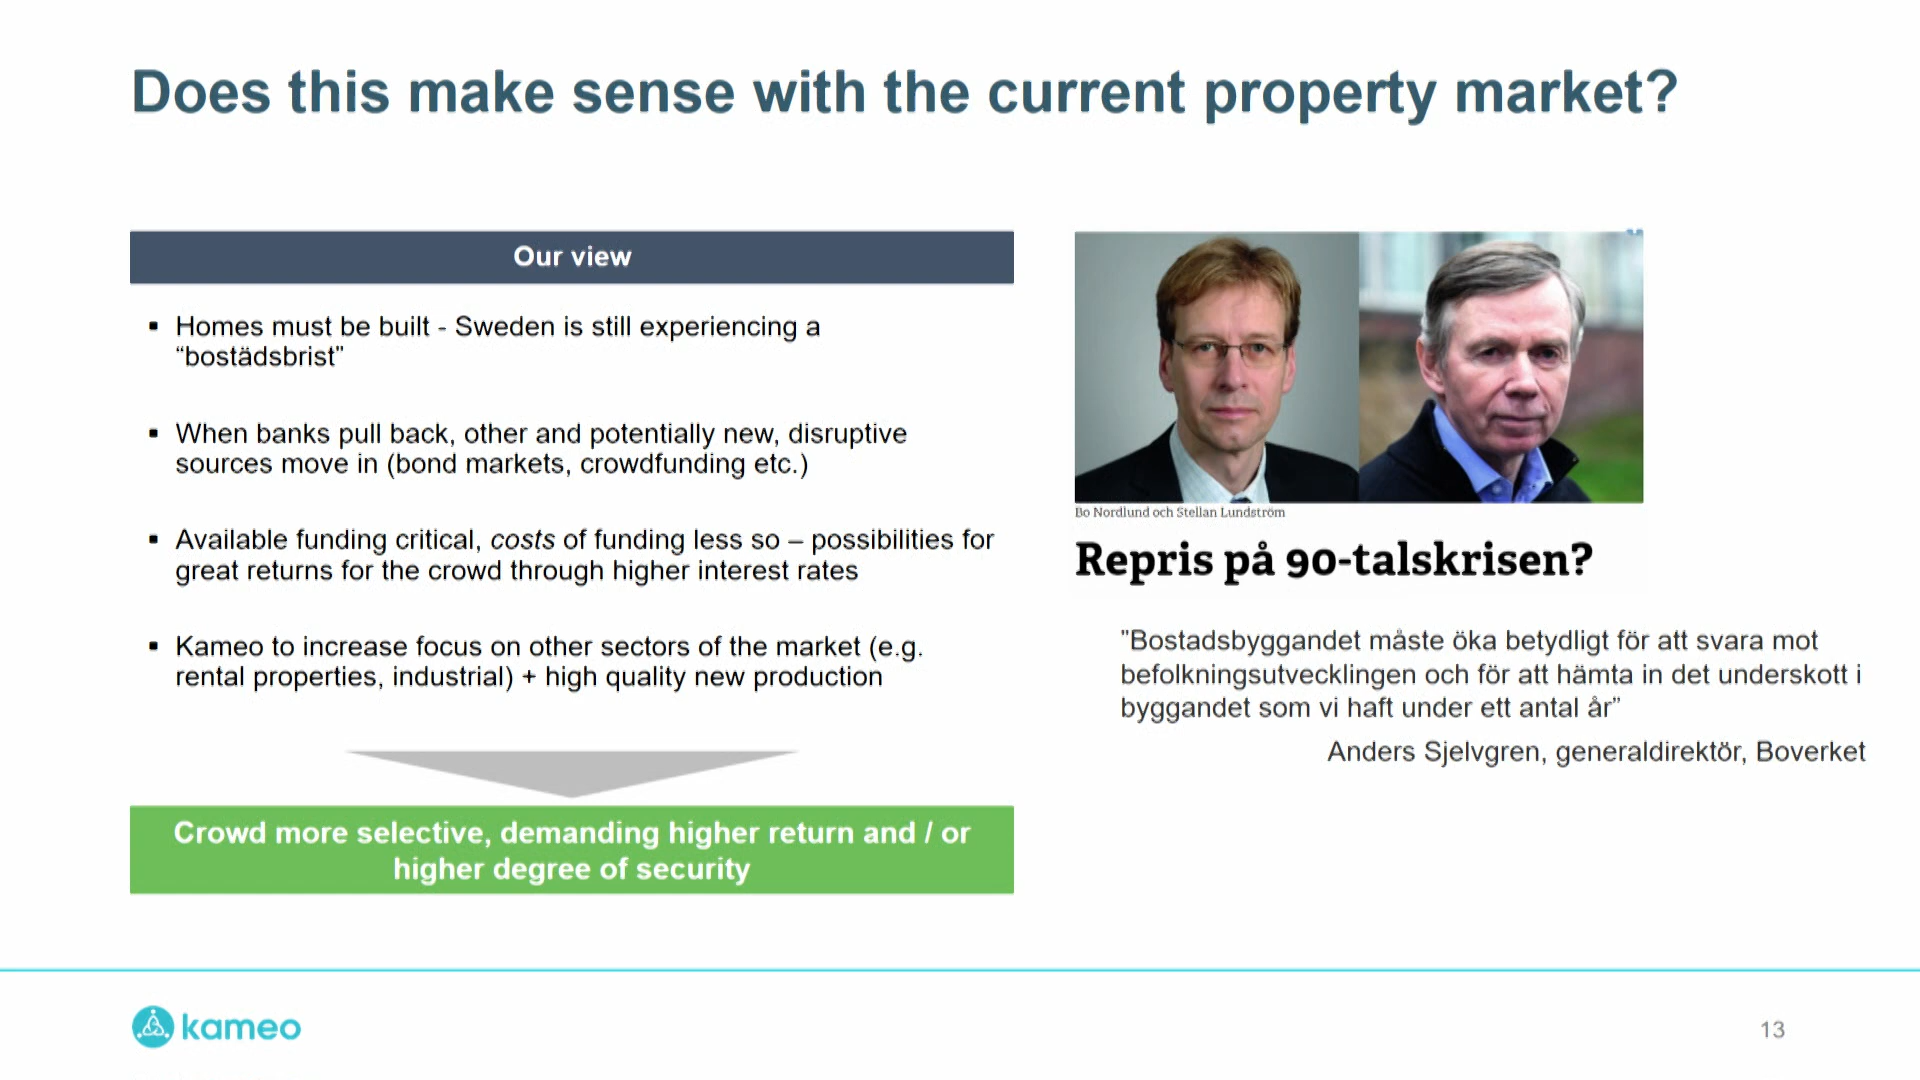 Does this make sense with the current property market?
Our view
▪ Homes must be built - Sweden is still experiencing a
“bostädsbrist"
▪ When banks pull back, other and potentially new, disruptive
sources move in (bond markets, crowdfunding etc.)
▪ Available funding critical, costs of funding less so – possibilities for
great returns for the crowd through higher interest rates
▪ Kameo to increase focus on other sectors of the market (e.g.
rental properties, industrial) + high quality new production
Crowd more selective, demanding higher return and / or
higher degree of security
Bo Nordlund och Stellan Lundström
Repris på 90-talskrisen?
"Bostadsbyggandet måste öka betydligt för att svara mot
befolkningsutvecklingen och för att hämta in det underskott i
byggandet som vi haft under ett antal år”
Anders Sjelvgren, generaldirektör, Boverket
kameo
13